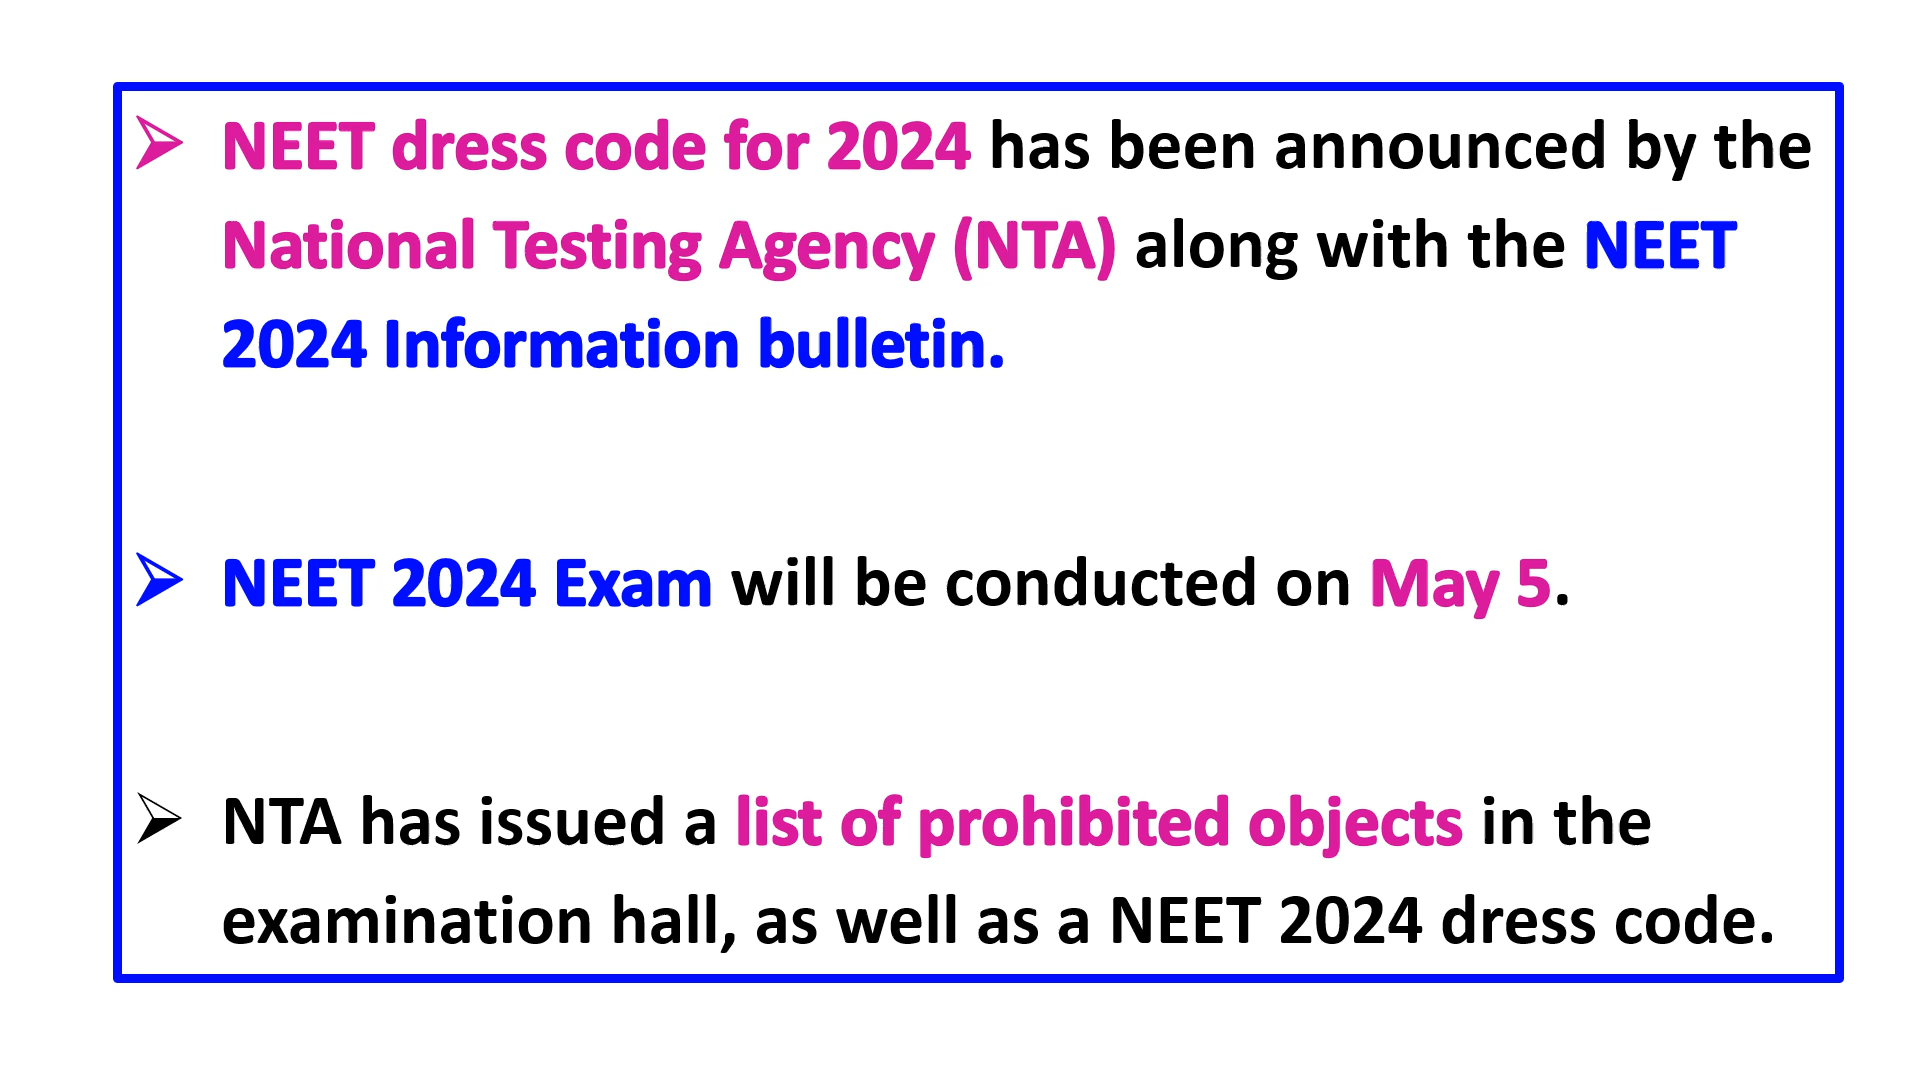 NEET dress code for 2024 has been announced by the
National Testing Agency (NTA) along with the NEET
2024 Information bulletin.
NEET 2024 Exam will be conducted on May 5.
NTA has issued a list of prohibited objects in the
examination hall, as well as a NEET 2024 dress code.